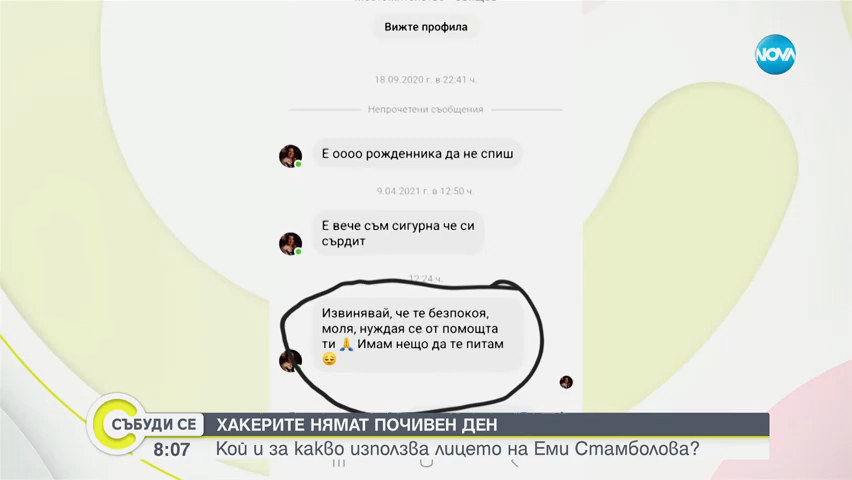 Вижте профила
NOVA
18.09.2020 г. в 22:41 ч.
Непрочетени съобщения
Е оооо рожденника да не спиш
9.04.2021 г. в 12:50 ч.
Е вече съм сигурна че си
сърдит
12:24 ч.
Извинявай, че те безпокоя,
моля, нуждая се от помощта
ти 🙏 Имам нещо да те питам
😔
СЪБУДИ СЕ
ХАКЕРИТЕ НЯМАТ ПОЧИВЕН ДЕН
8:07
Кой и за какво използва лицето на Еми Стамболова?